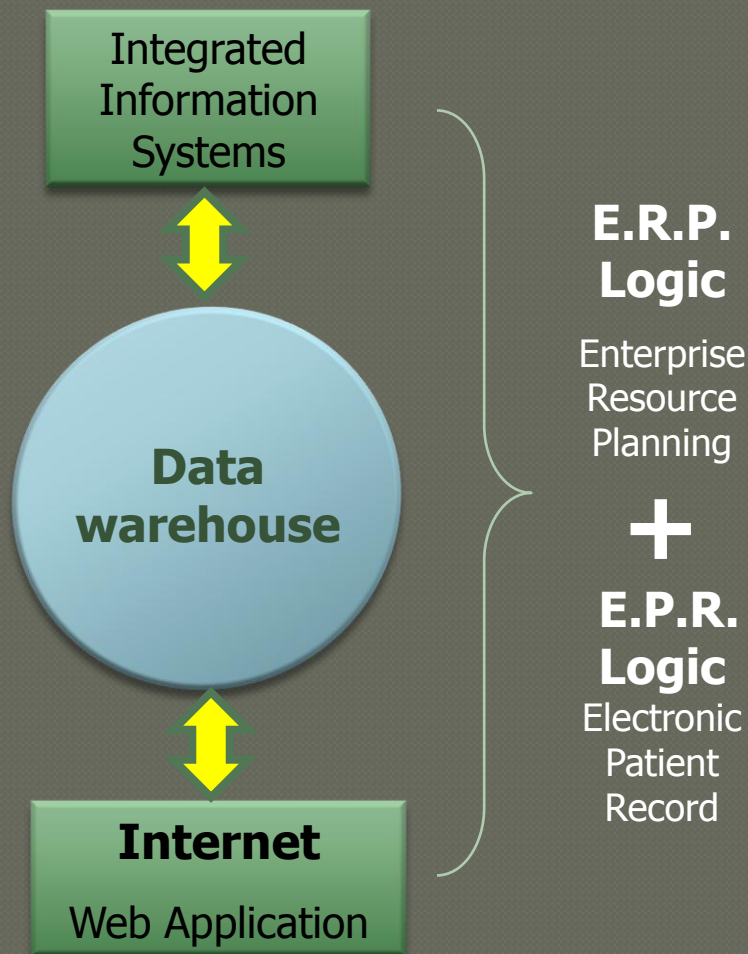 Integrated
Information
Systems
Data
warehouse
Internet
Web Application
E.R.P.
Logic
Enterprise
Resource
Planning
+
E.P.R.
Logic
Electronic
Patient
Record